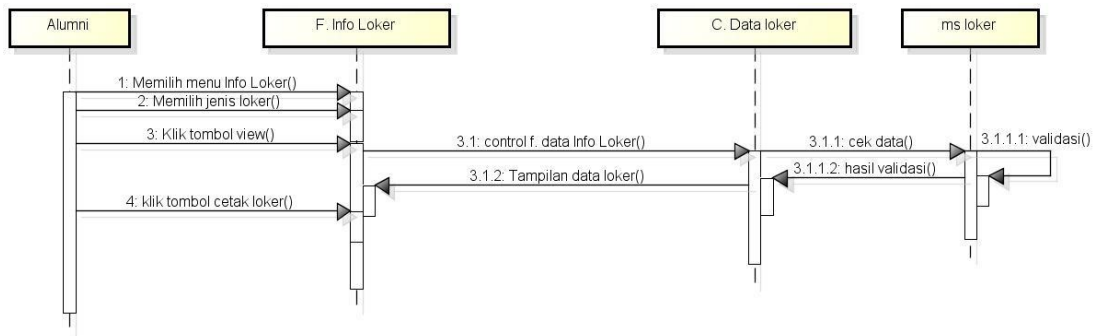 Alumni
F. Info Loker
C. Data loker
ms loker
1: Memilih menu Info Loker()
2: Memilih jenis loker()
3: Klik tombol view()
3.1: control f. data Info Loker()
3.1.1: cek data()
3.1.1.1: validasi()
3.1.1.2: hasil validasi()
3.1.2: Tampilan data loker()
4: klik tombol cetak loker()